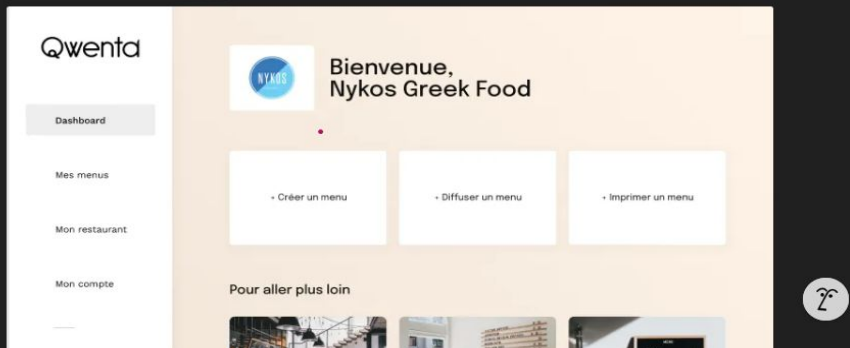 Qwenta
Dashboard
Mes menus
Mon restaurant
Mon compte
NYKOS
Bienvenue,
Nykos Greek Food
+ Créer un menu
+ Diffuser un menu
+ Imprimer un menu
Pour aller plus loin
MENU